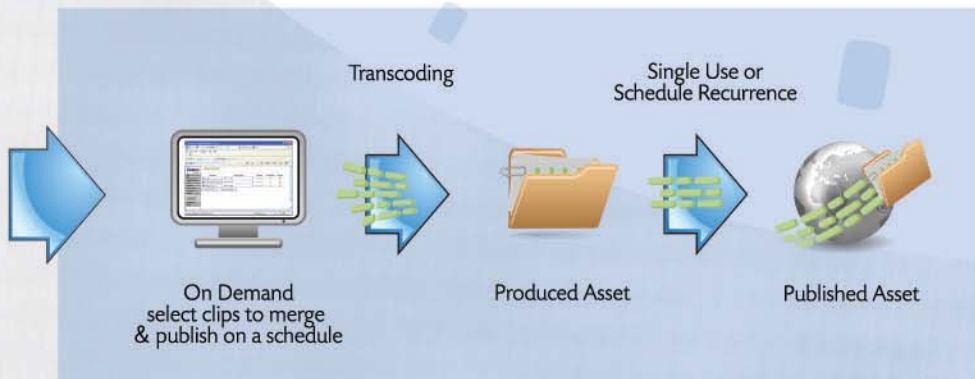 Transcoding
Single Use or
Schedule Recurrence
On Demand
select clips to merge
& publish on a schedule
Produced Asset
Published Asset